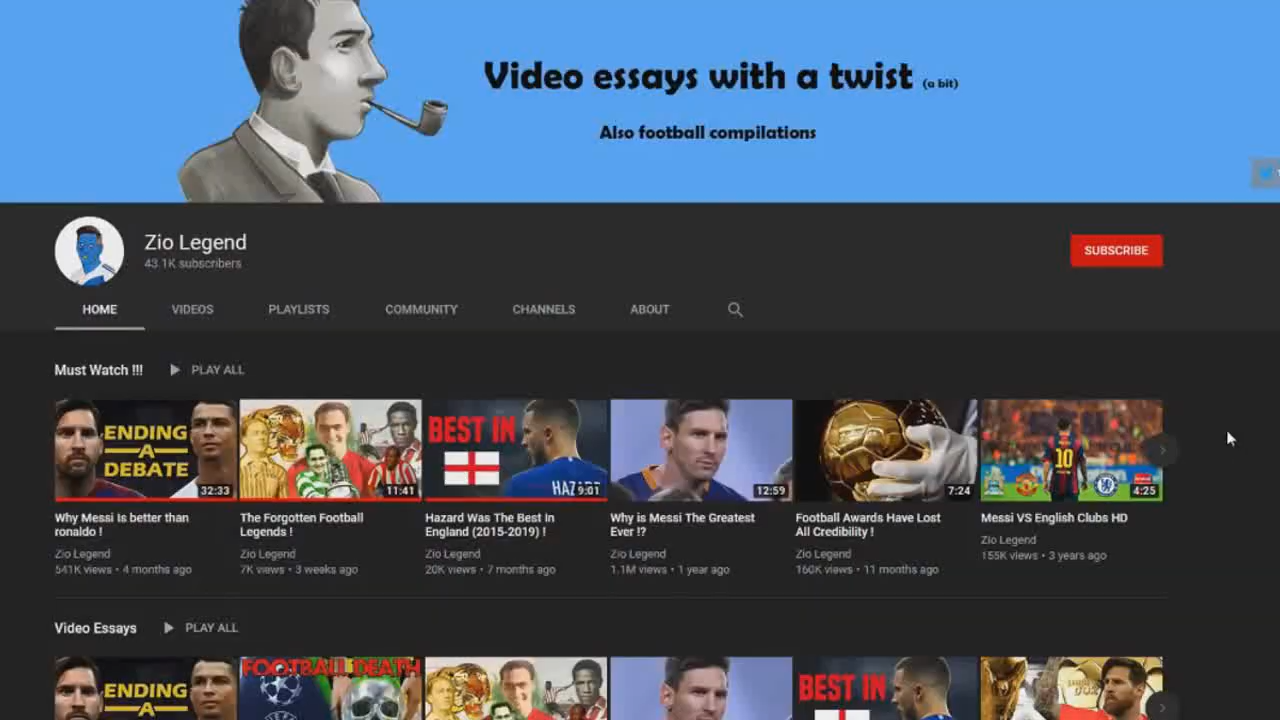 Video essays with a twist (a bit)
Also football compilations
Zio Legend
43.1K subscribers
SUBSCRIBE
HOME VIDEOS PLAYLISTS COMMUNITY CHANNELS ABOUT
Must Watch !!! PLAY ALL
ENDING
A
DEBATE
32:33
11:41
BEST IN
HAZ
9:01
12:59
7:24
10
4:25
Why Messi Is better than
ronaldo !
Zio Legend
541K views • 4 months ago
The Forgotten Football
Legends !
Zio Legend
7K views • 3 weeks ago
Hazard Was The Best In
England (2015-2019) !
Zio Legend
20K views • 7 months ago
Why is Messi The Greatest
Ever !?
Zio Legend
1.1M views • 1 year ago
Football Awards Have Lost
All Credibility !
Zio Legend
160K views • 11 months ago
Messi VS English Clubs HD
Zio Legend
155K views • 3 years ago
Video Essays PLAY ALL
ENDING
A
FOOTBALL DEATH
BEST IN